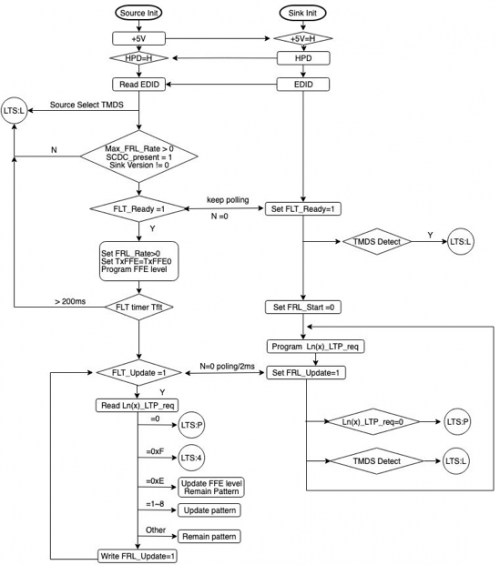 Source Init
Sink Init
+5V
+5V=H
HPD=H
HPD
Read EDID
EDID
Source Select TMDS
LTS:L
Max_FRL_Rate > 0
SCDC_present = 1
Sink Version != 0
N
FLT_Ready =1
keep polling
N =0
Set FLT_Ready=1
Y
TMDS Detect
Y
LTS:L
Set FRL_Rate>0
Set TxFFE=TxFFE0
Program FFE level
> 200ms
FLT timer Tflt
Set FRL_Start =0
Program Ln(x)_LTP_req
FLT_Update =1
N=0 poling/2ms
Set FRL_Update=1
Y
Read Ln(x)_LTP_req
=0
LTS:P
Ln(x)_LTP_req=0
LTS:P
=0xF
LTS:4
TMDS Detect
LTS:L
=0xE
Update FFE level
Remain Pattern
=1~8
Update pattern
Other
Remain pattern
Write FRL_Update=1